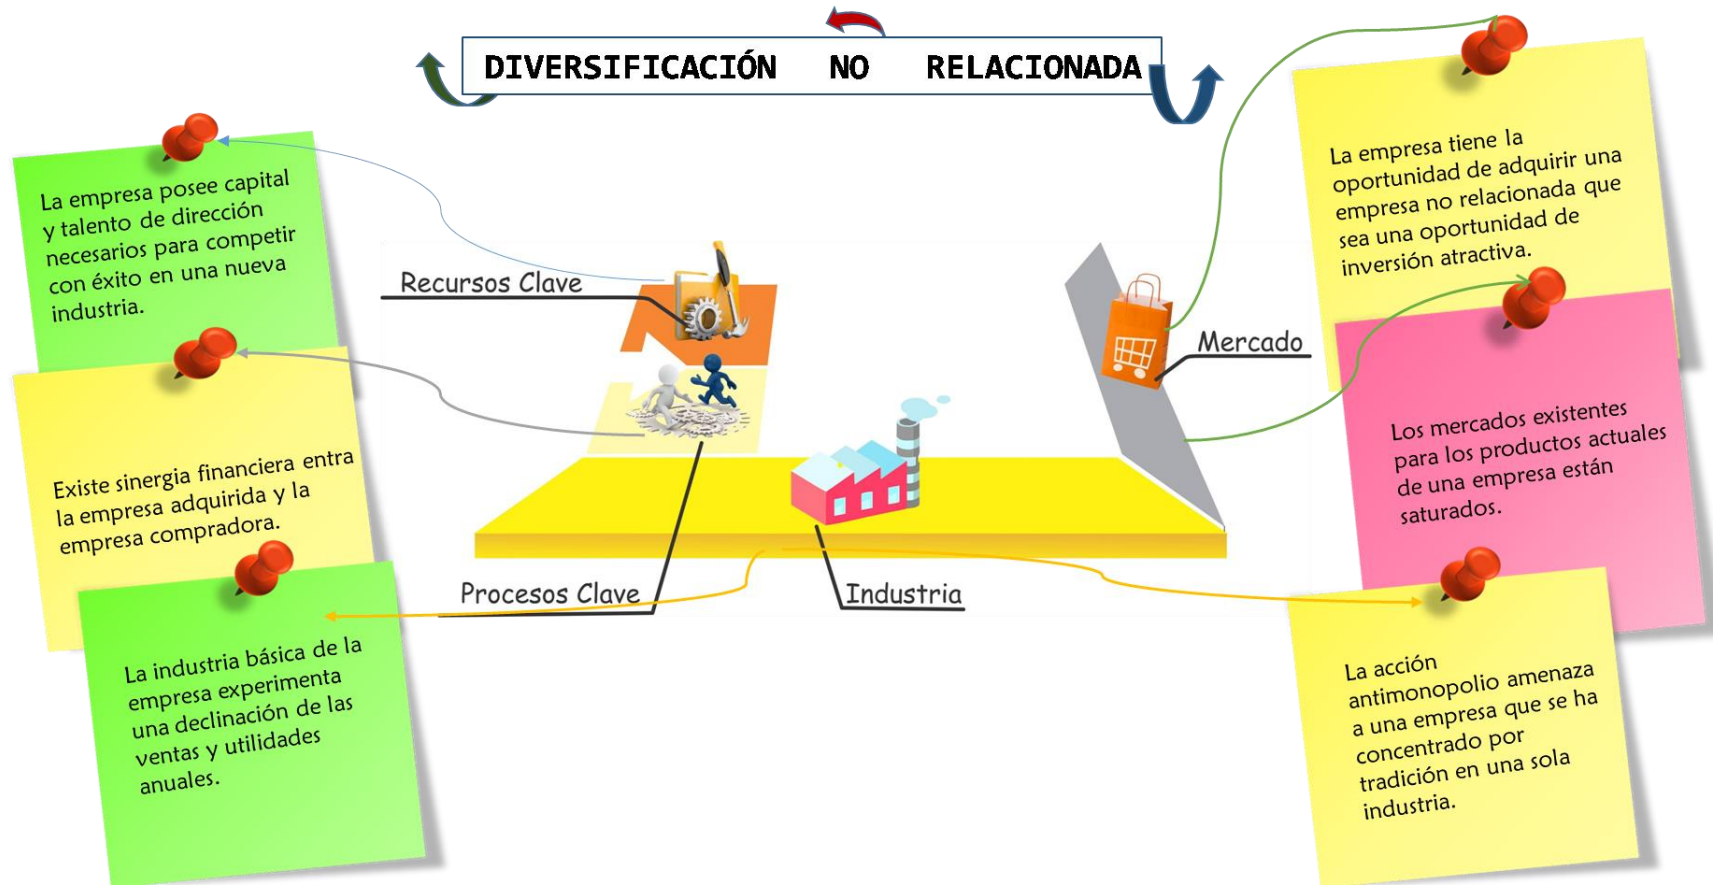 DIVERSIFICACIÓN NO RELACIONADA
La empresa posee capital
y talento de dirección
necesarios para competir
con éxito en una nueva
industria.
Existe sinergia financiera entra
la empresa adquirida y la
empresa compradora.
La industria básica de la
empresa experimenta
una declinación de las
ventas y utilidades
anuales.
Recursos Clave
Procesos Clave
Industria
Mercado
La empresa tiene la
oportunidad de adquirir una
empresa no relacionada que
sea una oportunidad de
inversión atractiva.
Los mercados existentes
para los productos actuales
de una empresa están
saturados.
La acción
antimonopolio amenaza
a una empresa que se ha
concentrado por
tradición en una sola
industria.